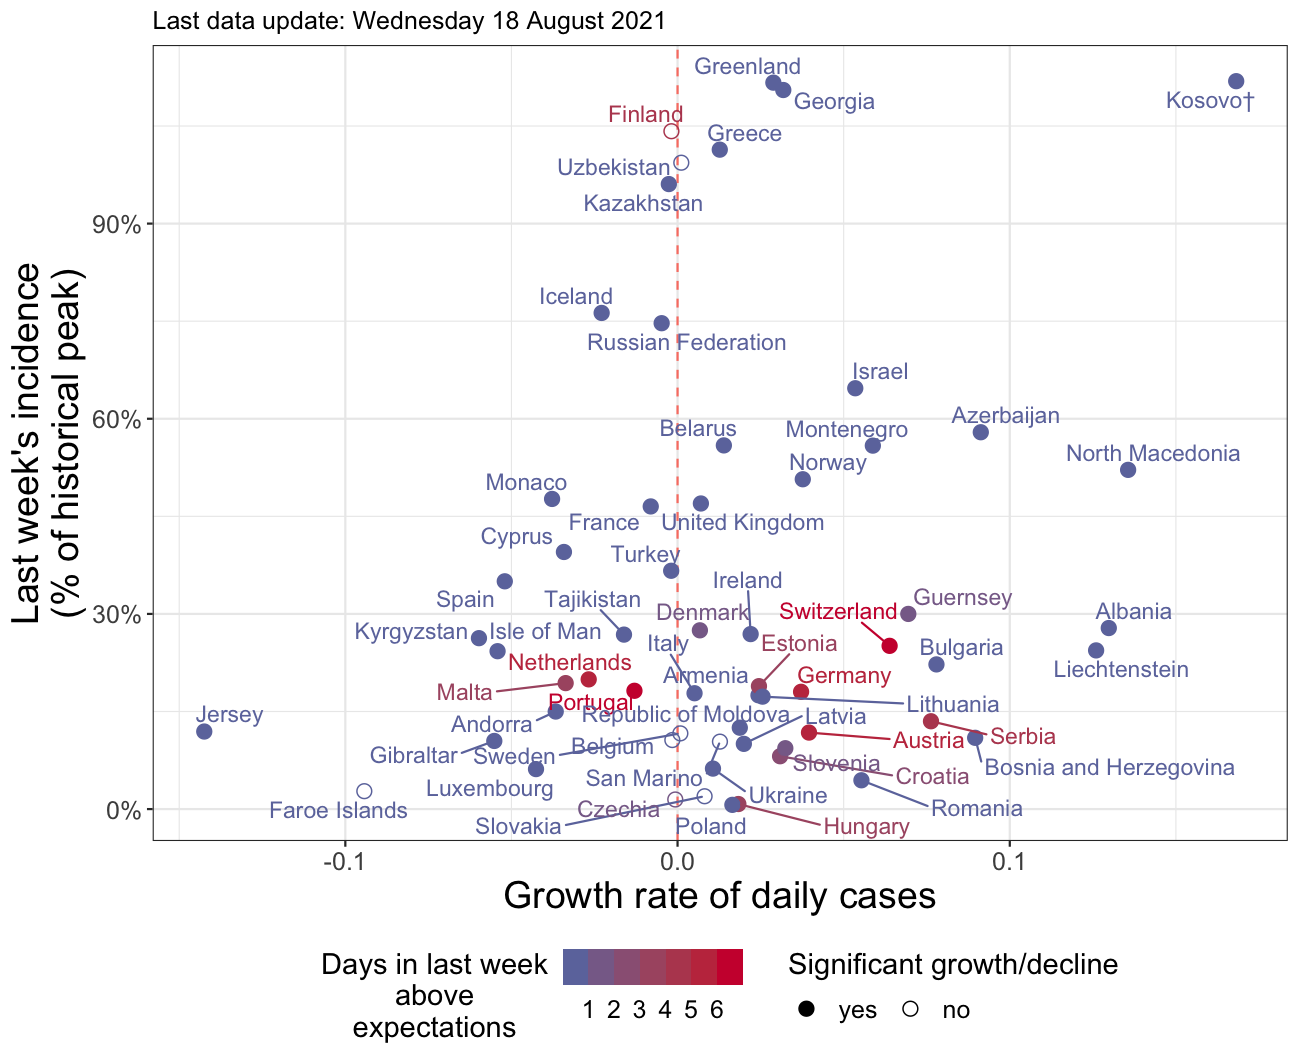 Last data update: Wednesday 18 August 2021
Greenland
Georgia
Kosovo†
Finland
Greece
Uzbekistan
Kazakhstan
90%
Iceland
Russian Federation
Israel
60%
Azerbaijan
Belarus
Montenegro
North Macedonia
Norway
Monaco
France
United Kingdom
Cyprus
Turkey
Ireland
Spain
Tajikistan
30%
Denmark
Switzerland
Guernsey
Albania
Kyrgyzstan
Isle of Man
Italy
Estonia
Bulgaria
Liechtenstein
Netherlands
Armenia
Germany
Malta
Portugal
Lithuania
Jersey
Andorra
Republic of Moldova
Latvia
Austria
Serbia
Gibraltar
Sweden
Belgium
Slovenia
Bosnia and Herzegovina
Croatia
San Marino
Luxembourg
Ukraine
Faroe Islands
Czechia
Romania
0%
Slovakia
Poland
Hungary
Last week's incidence
(% of historical peak)
-0.1
0.0
0.1
Growth rate of daily cases
Days in last week
above
expectations
1 2 3 4 5 6
Significant growth/decline
yes
no